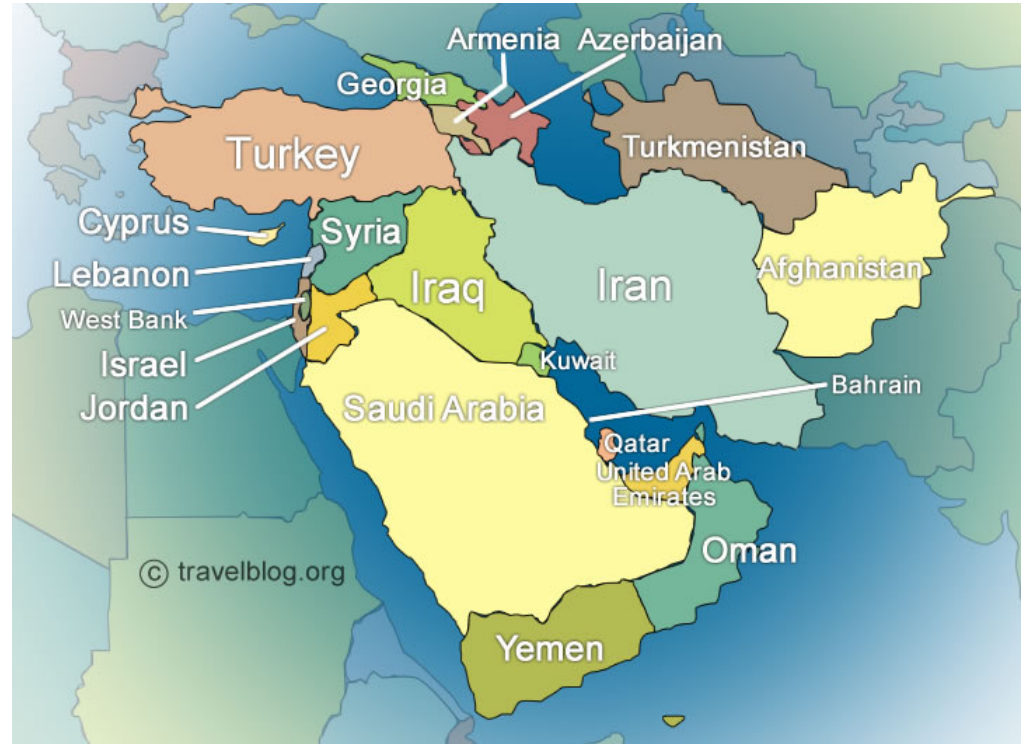 Armenia
Azerbaijan
Georgia
Turkey
Turkmenistan
Cyprus
Syria
Lebanon
Iraq
Iran
Afghanistan
West Bank
Israel
Kuwait
Jordan
Saudi Arabia
Bahrain
Qatar
United Arab
Emirates
Oman
© travelblog.org
Yemen